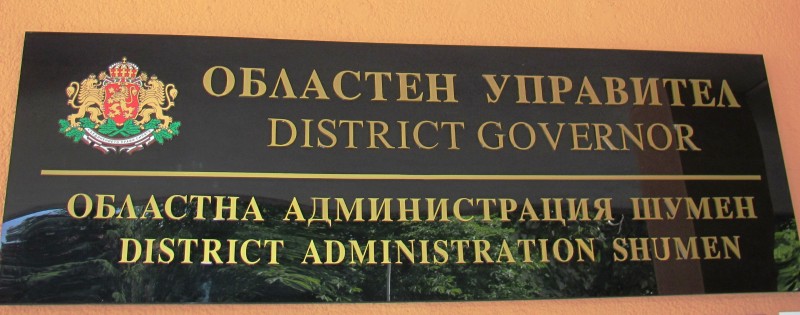 ОБЛАСТЕН УПРАВИТЕЛ
DISTRICT GOVERNOR
ОБЛАСТНА АДМИНИСТРАЦИЯ ШУМЕН
DISTRICT ADMINISTRATION SHUMEN